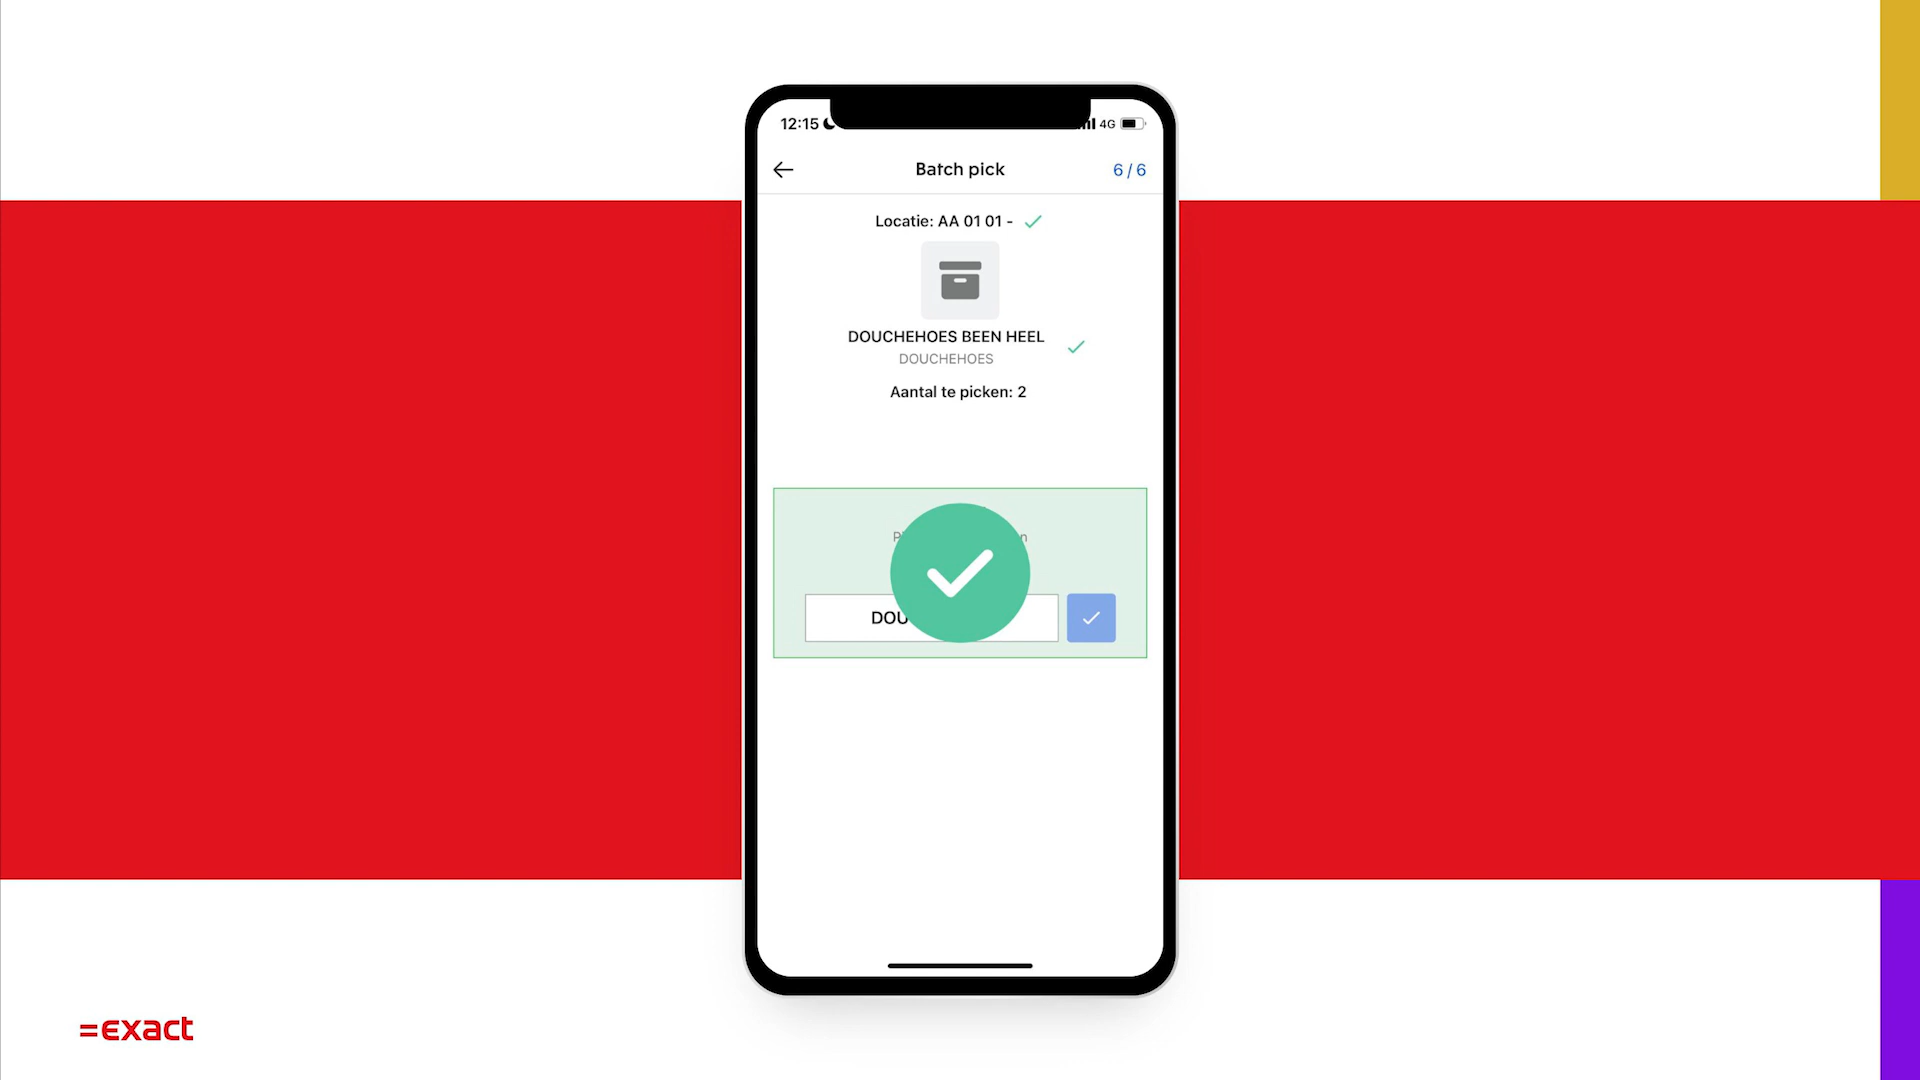 12:15
4G
Batch pick
6 / 6
Locatie: AA 01 01 -
DOUCHEHOES BEEN HEEL
DOUCHEHOES
Aantal te picken: 2
=exact